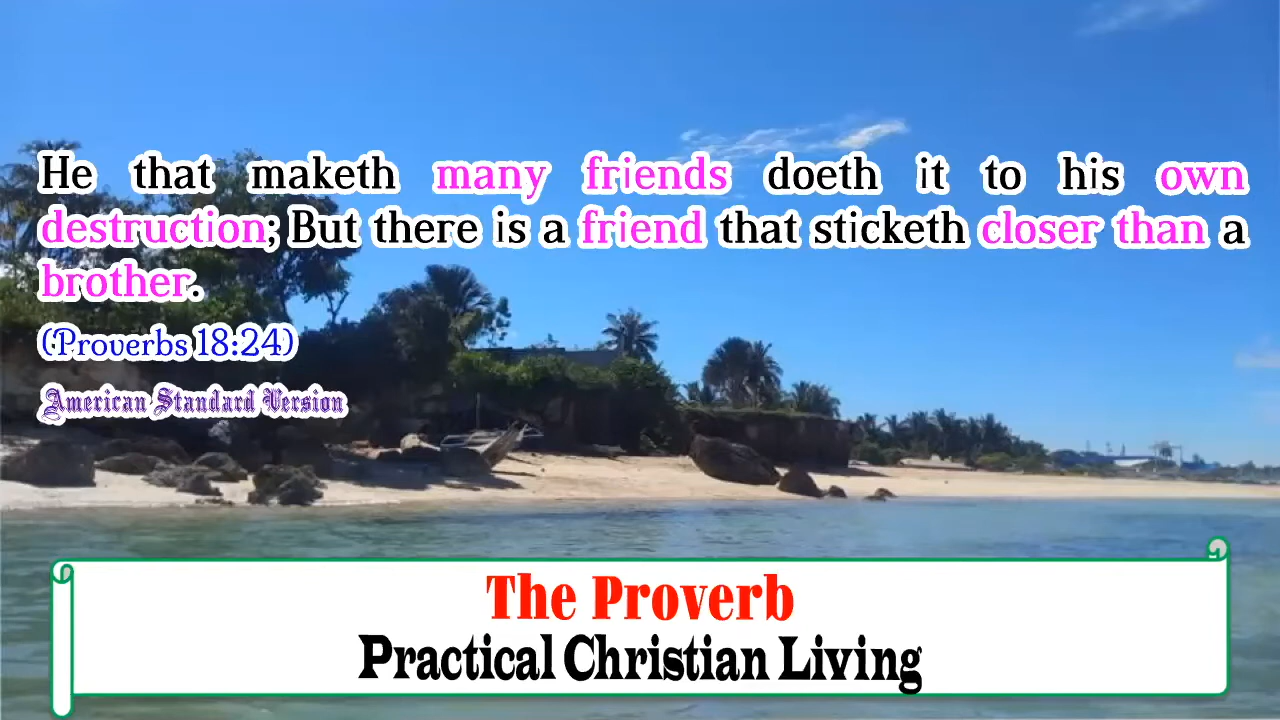 He that maketh many friends doeth it to his own
destruction; But there is a friend that sticketh closer than a
brother.
(Proverbs 18:24)
American Standard Version
The Proverb
Practical Christian Living